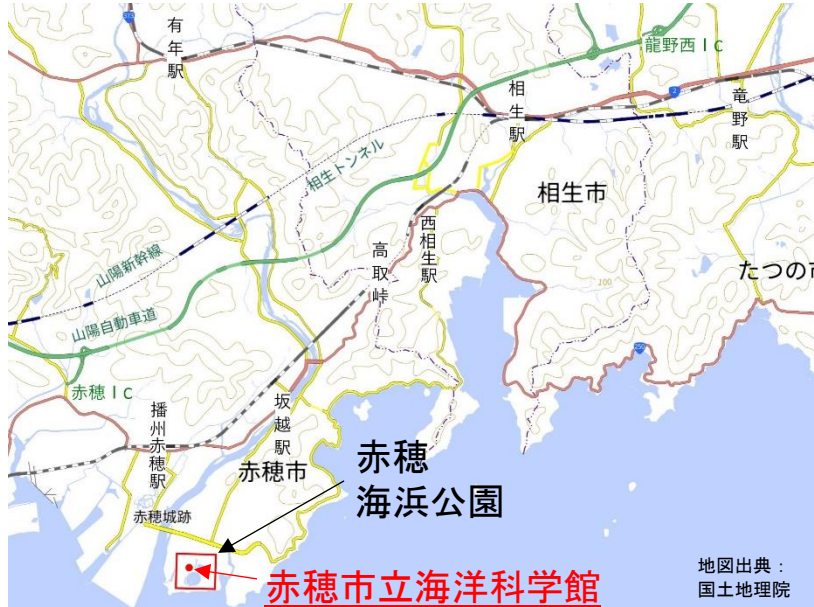 373
有年駅
龍野西Ｉｃ
2
相生駅
竜野駅
相生トンネル
相生市
西相生駅
高取峠
たつの市
山陽新幹線
100
山陽自動車道
250
赤穂Ｉｃ
播州赤穂駅
坂越駅
赤穂市
赤穂
海浜公園
赤穂城跡
赤穂市立海洋科学館
地図出典：
国土地理院